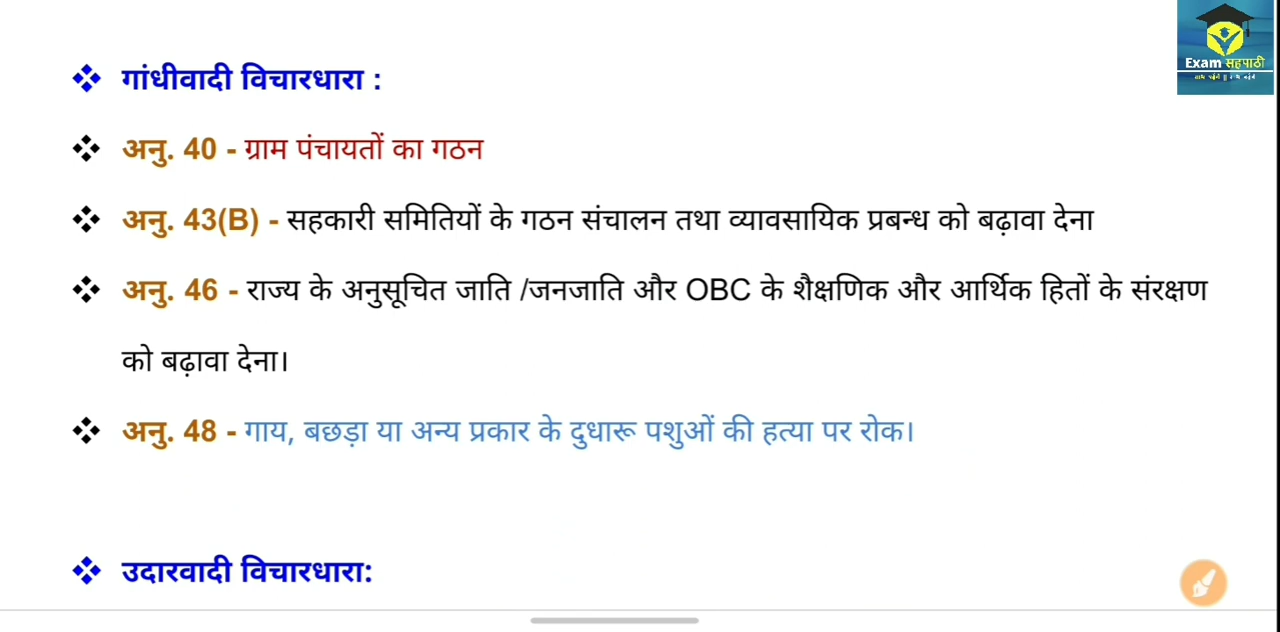 Exam सहपाठी
❖ गांधीवादी विचारधारा :
❖ अनु. 40 - ग्राम पंचायतों का गठन
❖ अनु. 43(B) - सहकारी समितियों के गठन संचालन तथा व्यावसायिक प्रबन्ध को बढ़ावा देना
❖ अनु. 46 - राज्य के अनुसूचित जाति /जनजाति और OBC के शैक्षणिक और आर्थिक हितों के संरक्षण
को बढ़ावा देना।
❖ अनु. 48 - गाय, बछड़ा या अन्य प्रकार के दुधारू पशुओं की हत्या पर रोक।
❖ उदारवादी विचारधारा: